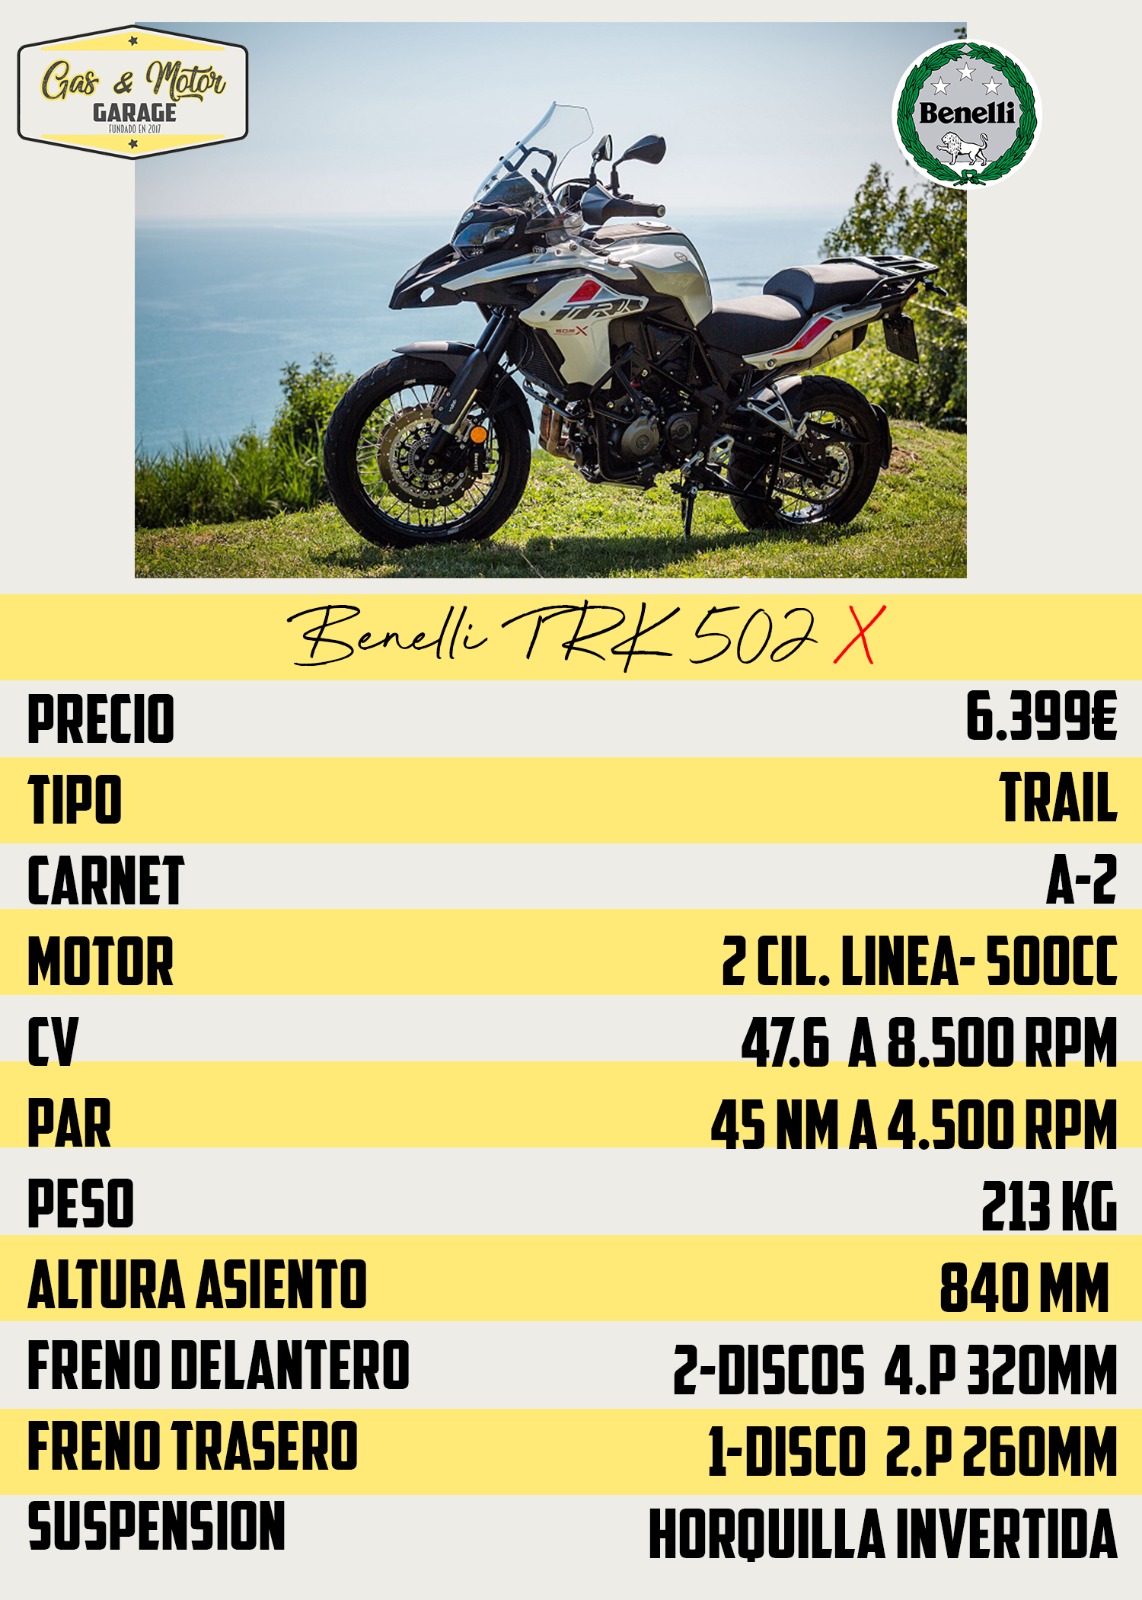 Gas & Motor
GARAGE
FUNDADO EN 2017
Benelli
TRK
502 X
Benelli TRK 502 X
PRECIO 6.399€
TIPO TRAIL
CARNET A-2
MOTOR 2 CIL. LINEA- 500CC
CV 47.6 A 8.500 RPM
PAR 45 NM A 4.500 RPM
PESO 213 KG
ALTURA ASIENTO 840 MM
FRENO DELANTERO 2-DISCOS 4.P 320MM
FRENO TRASERO 1-DISCO 2.P 260MM
SUSPENSION HORQUILLA INVERTIDA